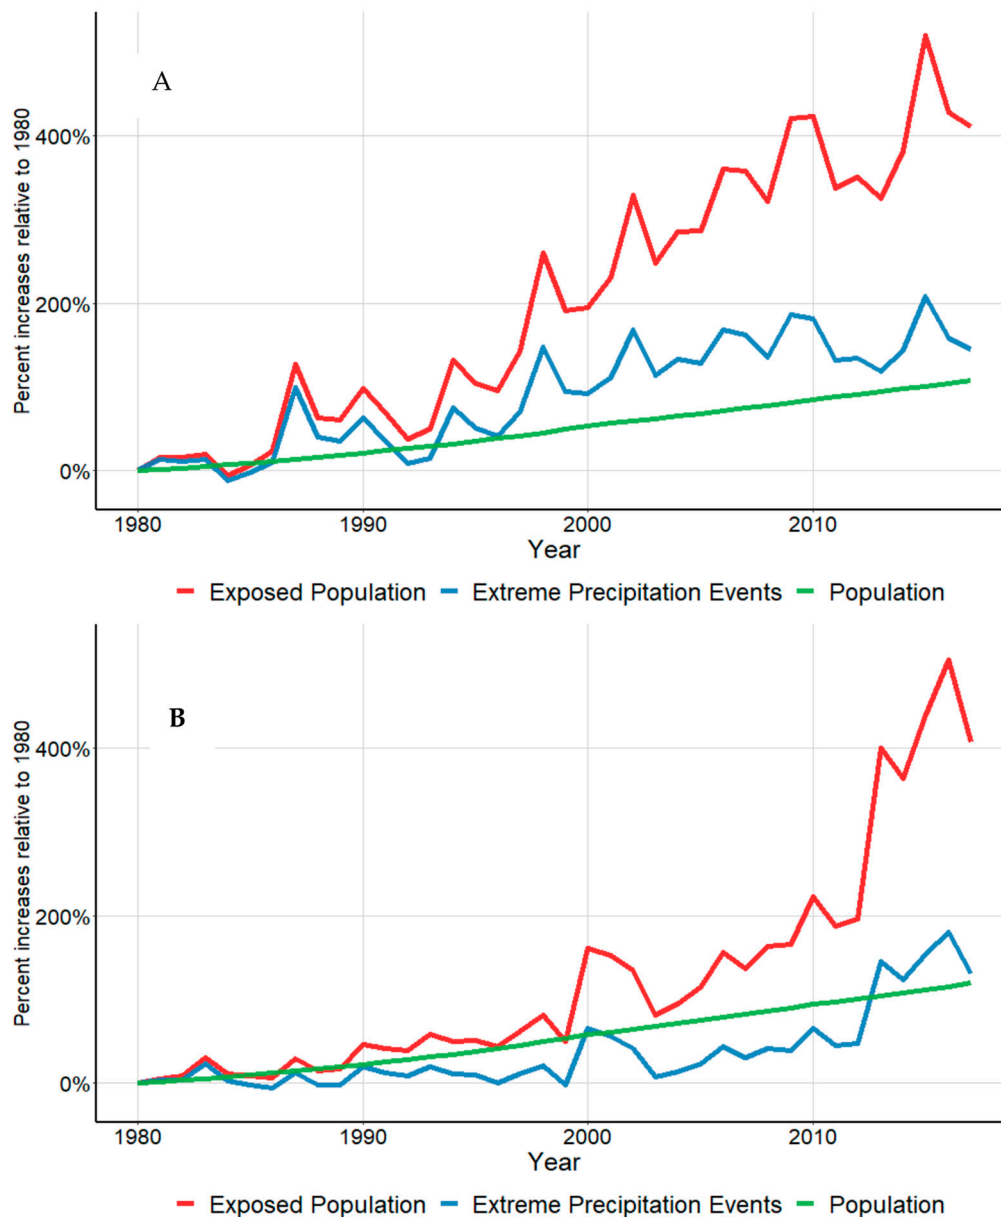 A
Percent increases relative to 1980
400%
200%
0%
1980 1990 2000 2010
Year
Exposed Population Extreme Precipitation Events Population
B
Percent increases relative to 1980
400%
200%
0%
1980 1990 2000 2010
Year
Exposed Population Extreme Precipitation Events Population